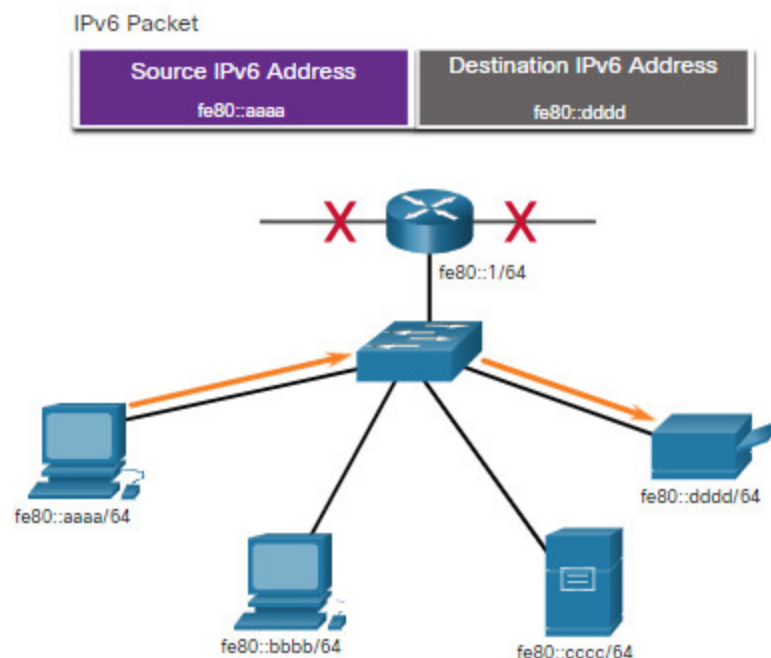 IPv6 Packet
Source IPv6 Address
fe80::aaaa
Destination IPv6 Address
fe80::dddd
X
X
fe80::1/64
fe80::aaaa/64
fe80::dddd/64
fe80::bbbb/64
fe80::cccc/64